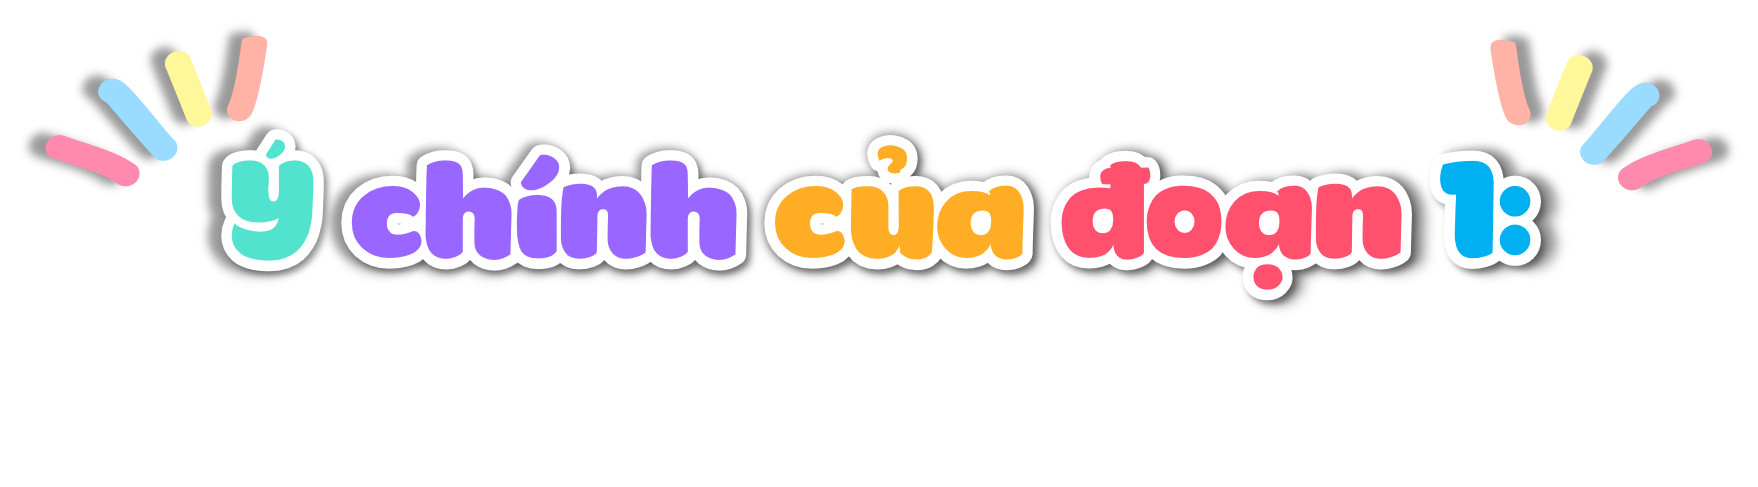 Ý chính của đoạn 1: